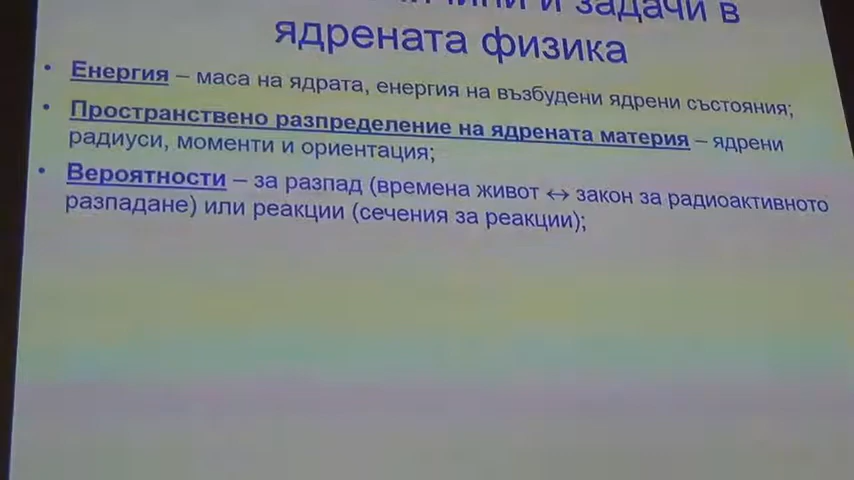 и задачи в
ядрената физика
• Енергия – маса на ядрата, енергия на възбудени ядрени състояния;
• Пространствено разпределение на ядрената материя – ядрени
радиуси, моменти и ориентация;
• Вероятности – за разпад (времена живот ↔ закон за радиоактивното
разпадане) или реакции (сечения за реакции);